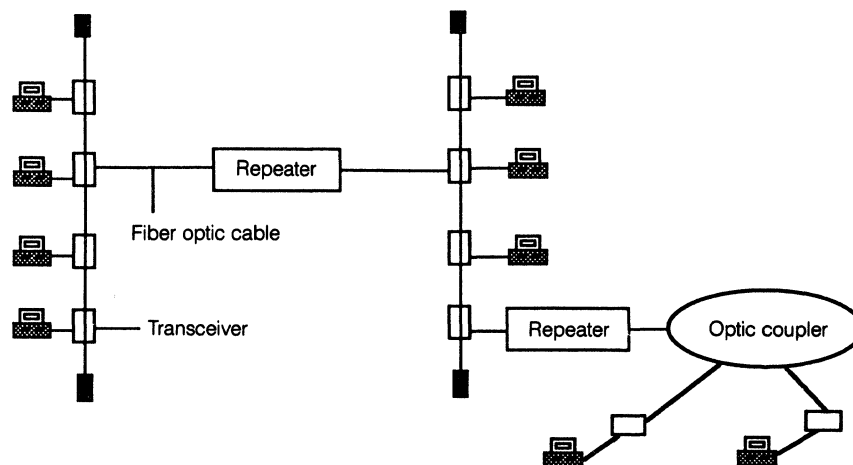 Repeater
Fiber optic cable
Transceiver
Repeater
Optic coupler